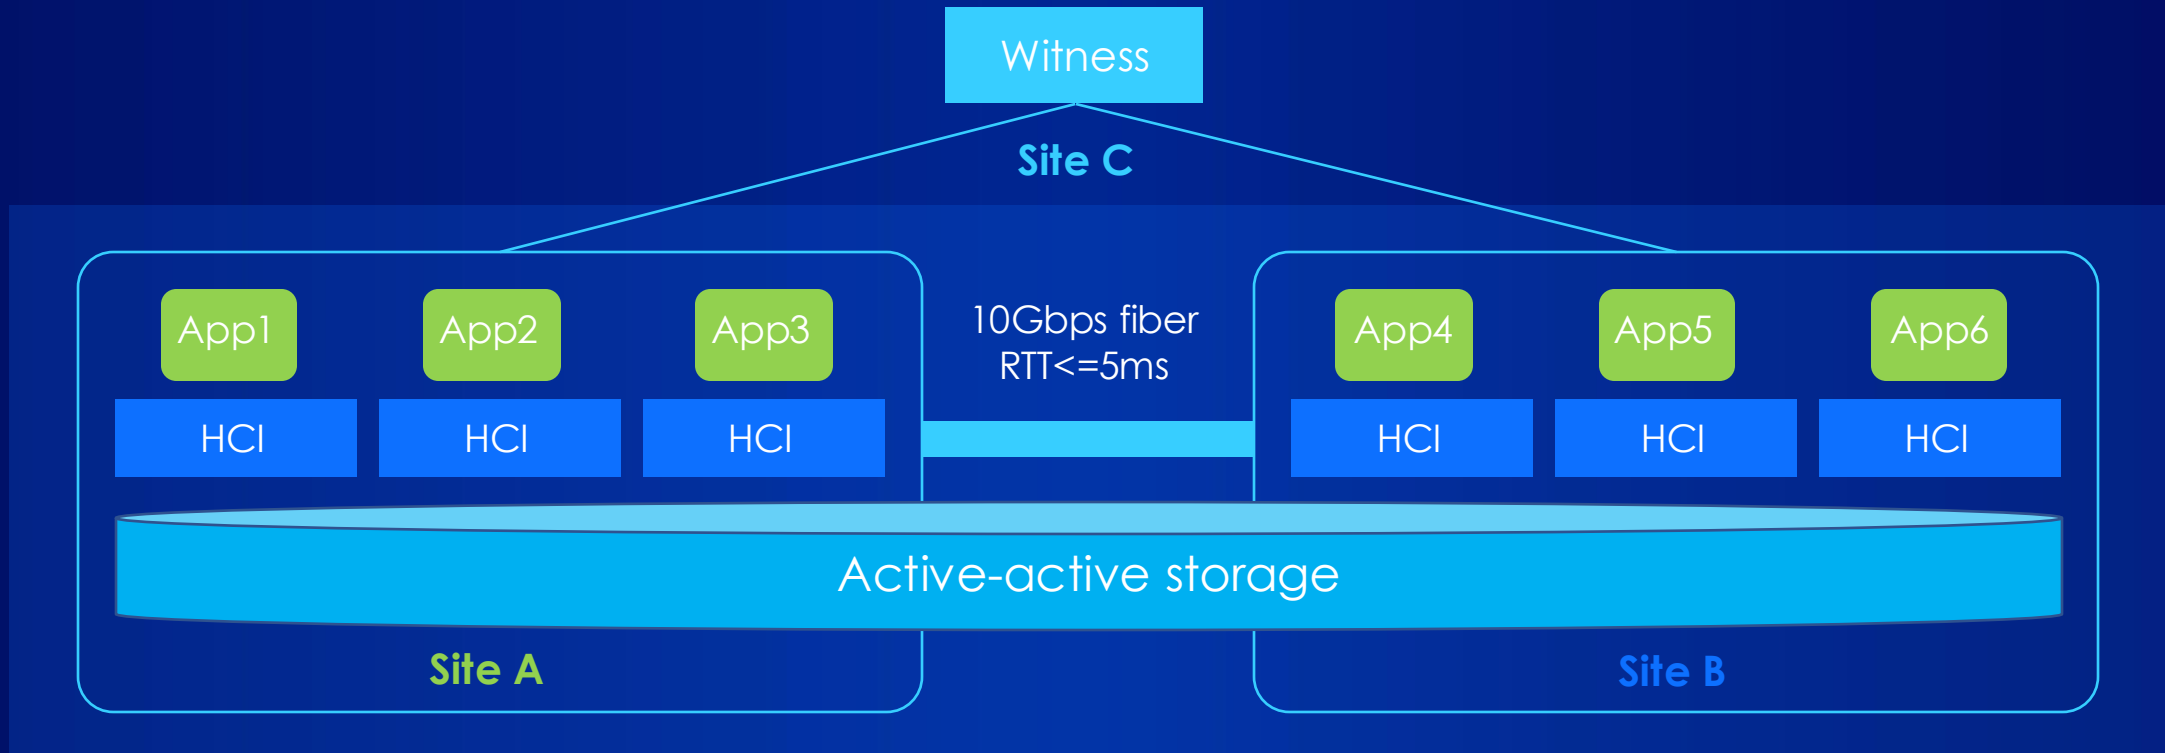 Witness
Site C
App1
App2
App3
10Gbps fiber
RTT<=5ms
App4
App5
App6
HCI
HCI
HCI
HCI
HCI
HCI
Active-active storage
Site A
Site B